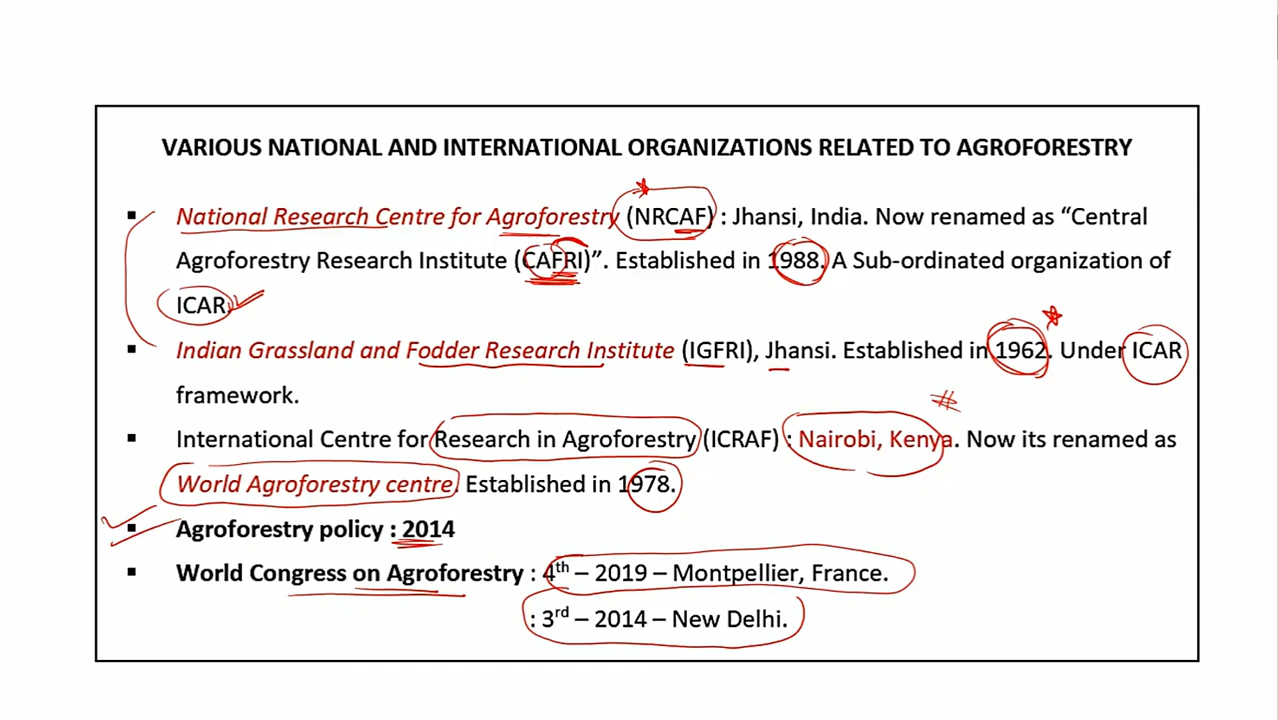 VARIOUS NATIONAL AND INTERNATIONAL ORGANIZATIONS RELATED TO AGROFORESTRY
▪ National Research Centre for Agroforestry (NRCAF) : Jhansi, India. Now renamed as “Central
Agroforestry Research Institute (CAFRI)”. Established in 1988. A Sub-ordinated organization of
ICAR.
▪ Indian Grassland and Fodder Research Institute (IGFRI), Jhansi. Established in 1962. Under ICAR
framework.
▪ International Centre for Research in Agroforestry (ICRAF) : Nairobi, Kenya. Now its renamed as
World Agroforestry centre. Established in 1978.
▪ Agroforestry policy : 2014
▪ World Congress on Agroforestry : 4th – 2019 – Montpellier, France.
: 3rd – 2014 – New Delhi.